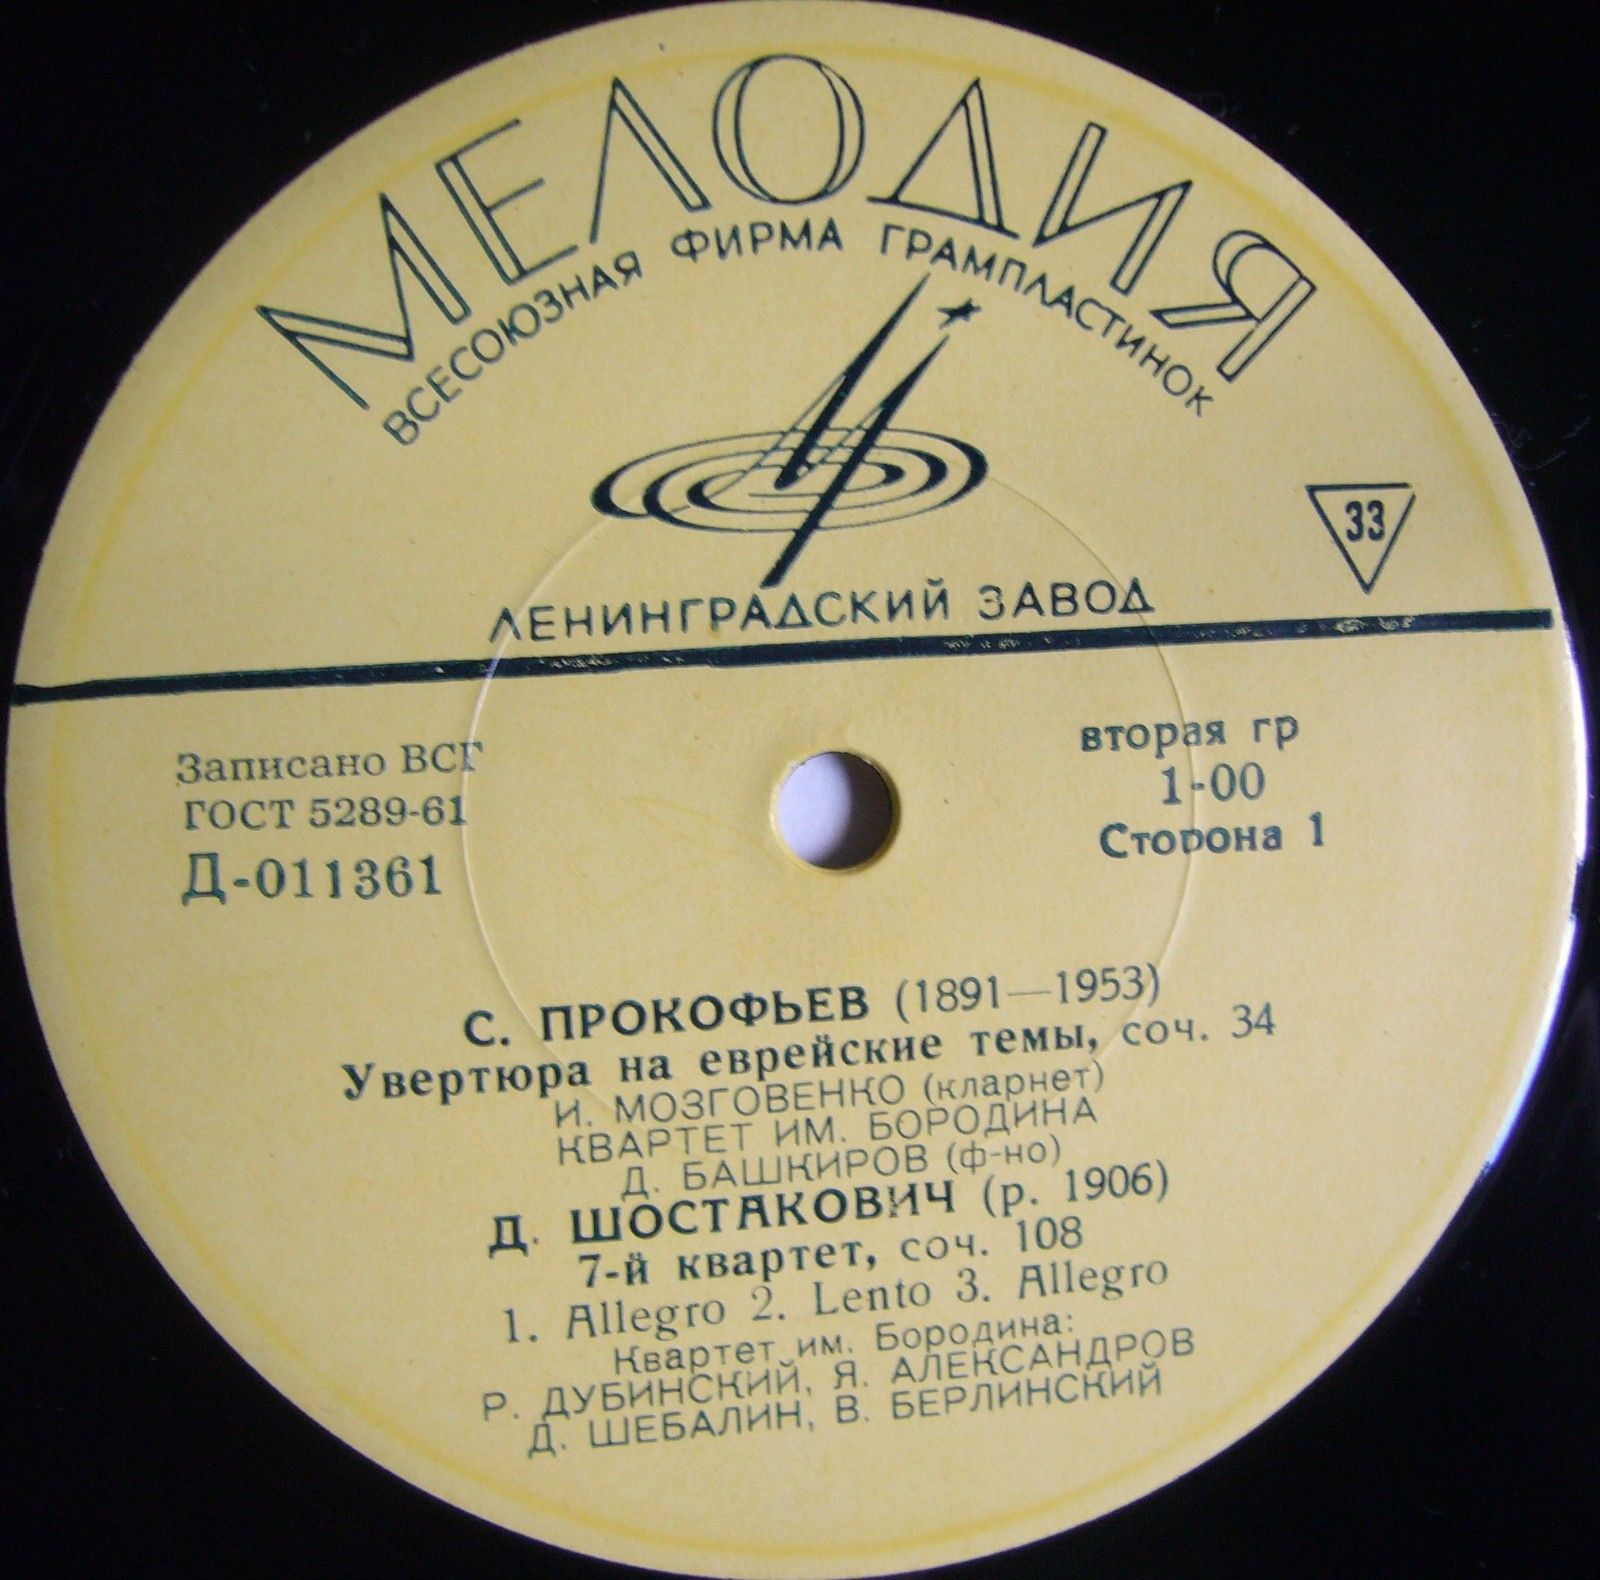 МЕЛОДИЯ
ВСЕСОЮЗНАЯ ФИРМА ГРАМПЛАСТИНОК
33
ЛЕНИНГРАДСКИЙ ЗАВОД
Записано ВСГ
ГОСТ 5289-61
Д-011361
вторая гр
1-00
Сторона 1
С. ПРОКОФЬЕВ (1891—1953)
Увертюра на еврейские темы, соч. 34
И. МОЗГОВЕНКО (кларнет)
КВАРТЕТ ИМ. БОРОДИНА
Д. БАШКИРОВ (ф-но)
Д. ШОСТАКОВИЧ (р. 1906)
7-й квартет, соч. 108
1. Allegro 2. Lento 3. Allegro
Квартет им. Бородина:
Р. ДУБИНСКИЙ, Я. АЛЕКСАНДРОВ
Д. ШЕБАЛИН, В. БЕРЛИНСКИЙ